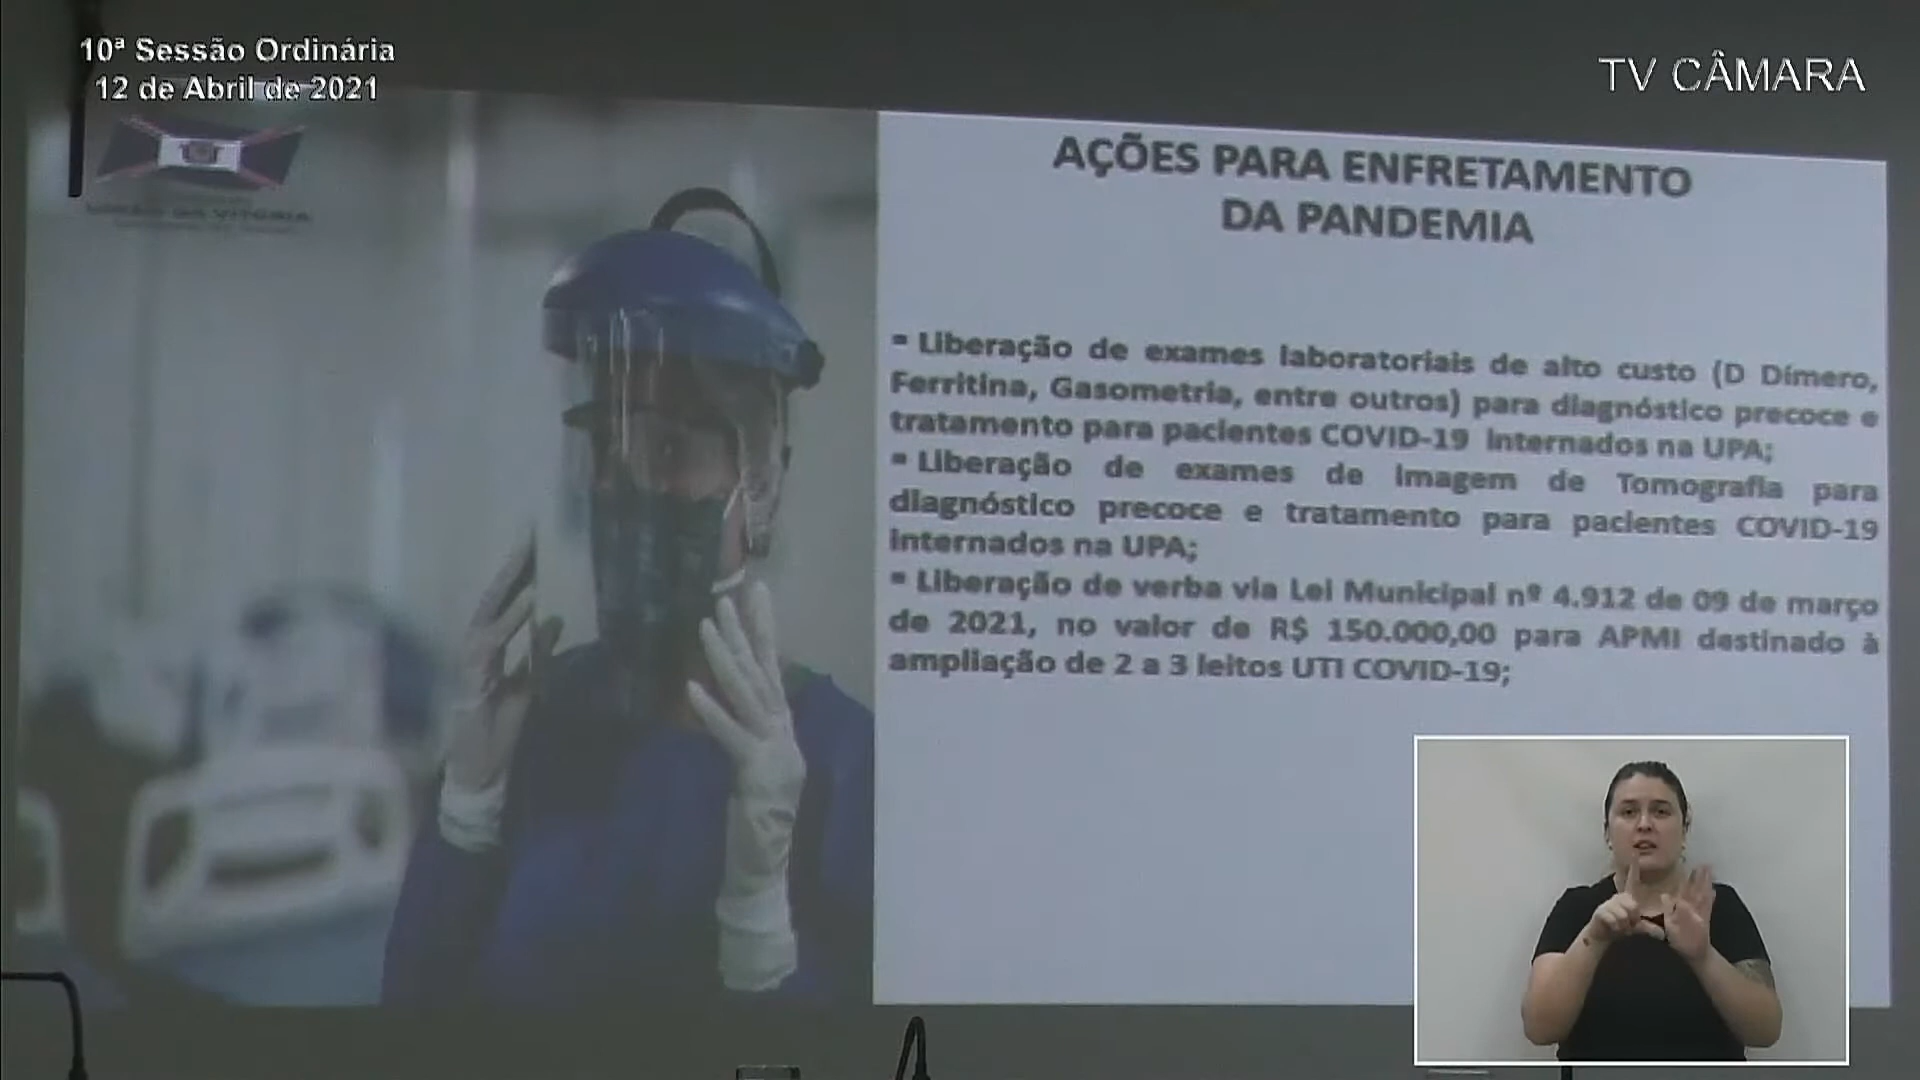 10ª Sessão Ordinária
12 de Abril de 2021
TV CÂMARA
AÇÕES PARA ENFRETAMENTO
DA PANDEMIA
▪ Liberação de exames laboratoriais de alto custo (D Dímero,
Ferritina, Gasometria, entre outros) para diagnóstico precoce e
tratamento para pacientes COVID-19 internados na UPA;
▪ Liberação de exames de imagem de Tomografia para
diagnóstico precoce e tratamento para pacientes COVID-19
internados na UPA;
▪ Liberação de verba via Lei Municipal nº 4.912 de 09 de março
de 2021, no valor de R$ 150.000,00 para APMI destinado à
ampliação de 2 a 3 leitos UTI COVID-19;